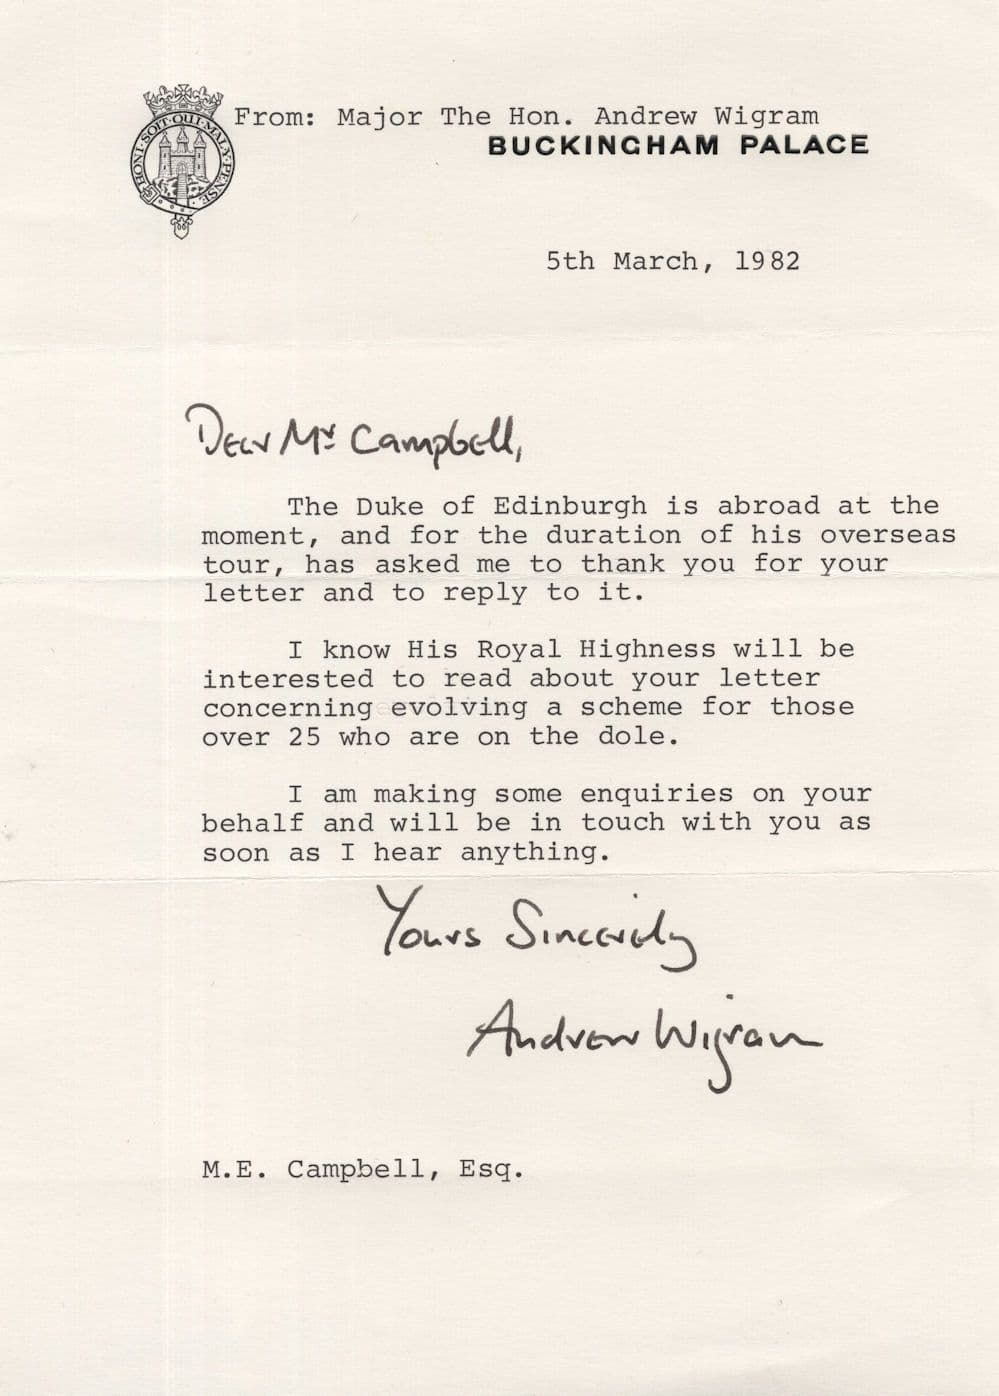 From: Major The Hon. Andrew Wigram
BUCKINGHAM PALACE
HONI·SOIT·QUI·MAL·Y·PENSE
5th March, 1982
Dear Mr Campbell,
The Duke of Edinburgh is abroad at the
moment, and for the duration of his overseas
tour, has asked me to thank you for your
letter and to reply to it.
I know His Royal Highness will be
interested to read about your letter
concerning evolving a scheme for those
over 25 who are on the dole.
I am making some enquiries on your
behalf and will be in touch with you as
soon as I hear anything.
Yours Sincerely
Andrew Wigram
M.E. Campbell, Esq.